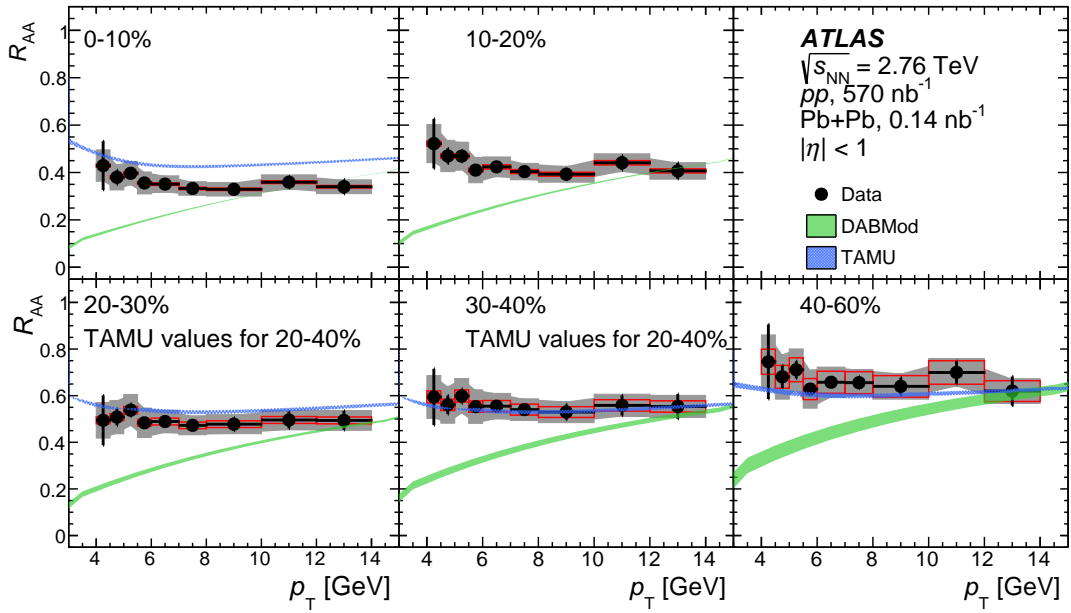 R_AA
1
0.8
0.6
0.4
0.2
0
0-10%
10-20%
ATLAS
√s_NN = 2.76 TeV
pp, 570 nb⁻¹
Pb+Pb, 0.14 nb⁻¹
|η| < 1
Data
DABMod
TAMU
R_AA
1
0.8
0.6
0.4
0.2
0
20-30%
TAMU values for 20-40%
30-40%
TAMU values for 20-40%
40-60%
4 6 8 10 12 14
4 6 8 10 12 14
4 6 8 10 12 14
p_T [GeV]
p_T [GeV]
p_T [GeV]